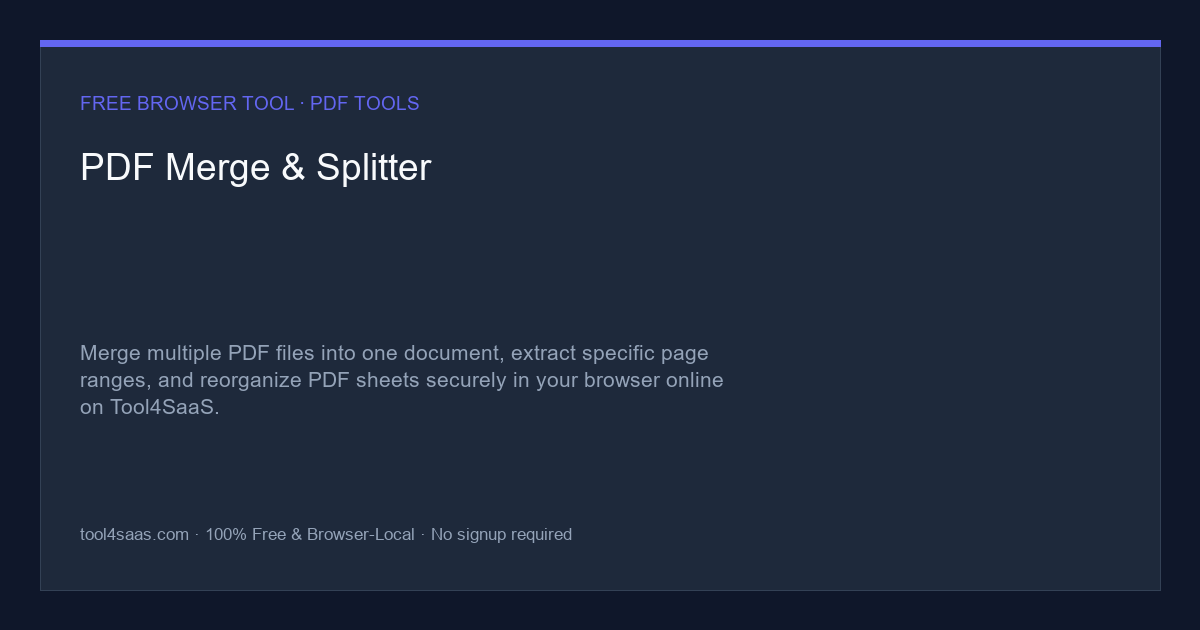 FREE BROWSER TOOL · PDF TOOLS
PDF Merge & Splitter
Merge multiple PDF files into one document, extract specific page
ranges, and reorganize PDF sheets securely in your browser online
on Tool4SaaS.
tool4saas.com · 100% Free & Browser-Local · No signup required